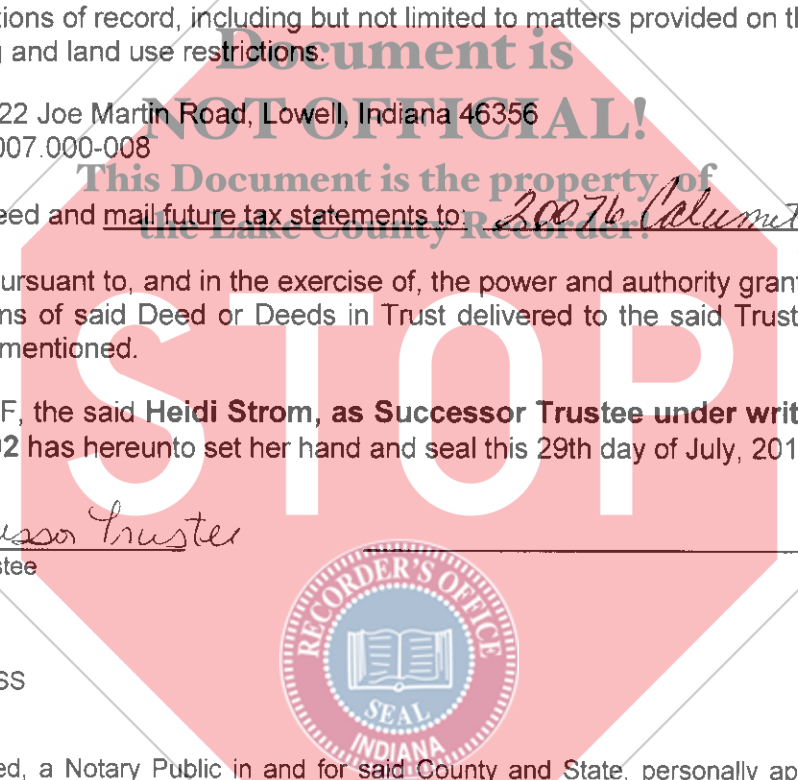 tions of record, including but not limited to matters provided on th
g and land use restrictions.
Document is
22 Joe Martin Road, Lowell, Indiana 46356
NOT OFFICIAL!
007.000-008
This Document is the property of
eed and mail future tax statements to: 20076 Calumet
the Lake County Recorder!
ursuant to, and in the exercise of, the power and authority grant
ns of said Deed or Deeds in Trust delivered to the said Trust
mentioned.
STOP
F, the said Heidi Strom, as Successor Trustee under writ
02 has hereunto set her hand and seal this 29th day of July, 201
essor Trustee
stee
RECORDER'S OFFICE
SEAL
INDIANA
SS
ed, a Notary Public in and for said County and State, personally ap